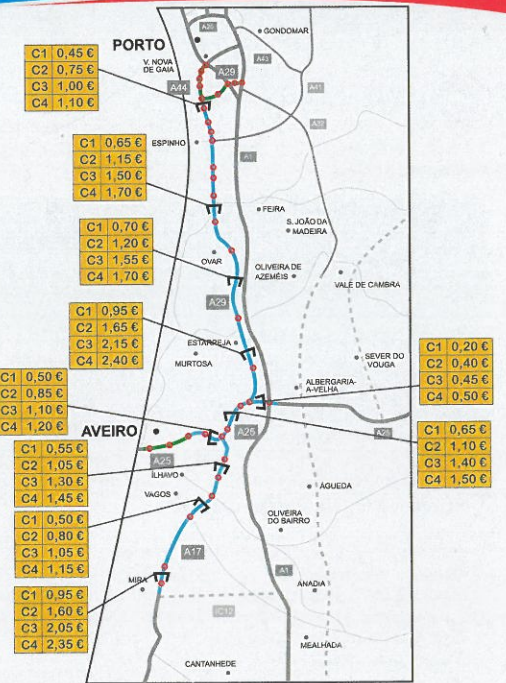 A20
GONDOMAR
PORTO
V. NOVA
DE GAIA
A29
A43
A44
A41
A32
C1 0,45 €
C2 0,75 €
C3 1,00 €
C4 1,10 €
ESPINHO
A1
C1 0,65 €
C2 1,15 €
C3 1,50 €
C4 1,70 €
FEIRA
S. JOÃO DA
MADEIRA
C1 0,70 €
C2 1,20 €
C3 1,55 €
C4 1,70 €
OVAR
OLIVEIRA DE
AZEMÉIS
VALE DE CAMBRA
A29
C1 0,95 €
C2 1,65 €
C3 2,15 €
C4 2,40 €
ESTARREJA
MURTOSA
SEVER DO
VOUGA
C1 0,20 €
C2 0,40 €
C3 0,45 €
C4 0,50 €
ALBERGARIA-
A-VELHA
C1 0,50 €
C2 0,85 €
C3 1,10 €
C4 1,20 €
AVEIRO
A25
A25
C1 0,65 €
C2 1,10 €
C3 1,40 €
C4 1,50 €
C1 0,55 €
C2 1,05 €
C3 1,30 €
C4 1,45 €
A25
ÍLHAVO
VAGOS
ÁGUEDA
OLIVEIRA
DO BAIRRO
C1 0,50 €
C2 0,80 €
C3 1,05 €
C4 1,15 €
A17
A1
MIRA
ANADIA
C1 0,95 €
C2 1,60 €
C3 2,05 €
C4 2,35 €
IC12
MEALHADA
CANTANHEDE